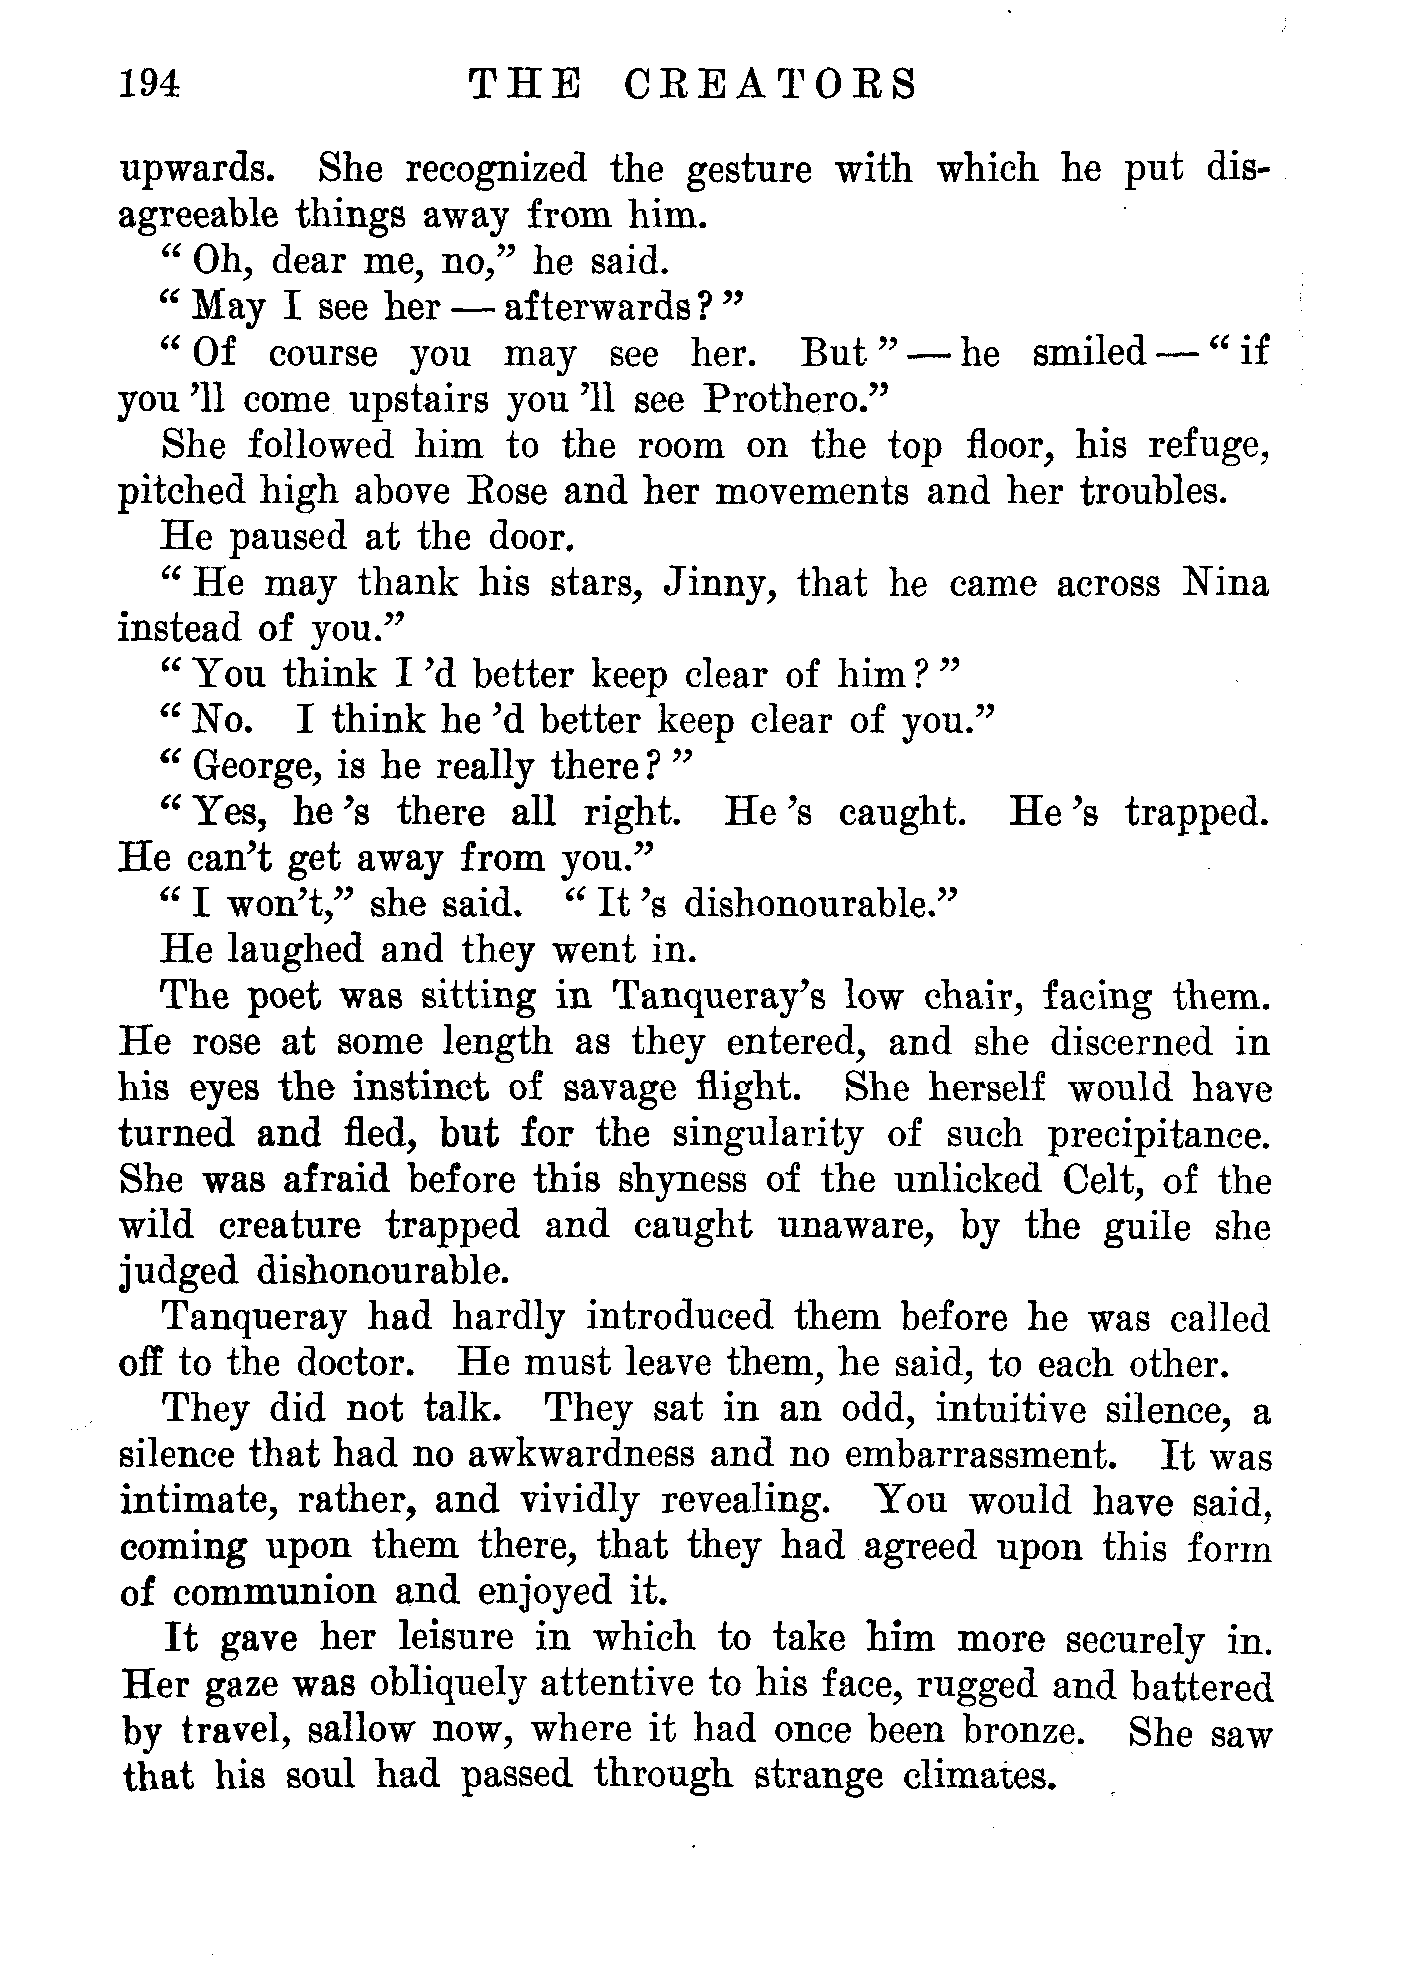 194 THE CREATORS
upwards. She recognized the gesture with which he put dis-
agreeable things away from him.
“ Oh, dear me, no,” he said.
“ May I see her — afterwards? ”
“ Of course you may see her. But ” — he smiled — “ if
you ’ll come upstairs you ’ll see Prothero.”
She followed him to the room on the top floor, his refuge,
pitched high above Rose and her movements and her troubles.
He paused at the door.
“ He may thank his stars, Jinny, that he came across Nina
instead of you.”
“ You think I ’d better keep clear of him? ”
“ No. I think he ’d better keep clear of you.”
“ George, is he really there? ”
“ Yes, he ’s there all right. He ’s caught. He ’s trapped.
He can’t get away from you.”
“ I won’t,” she said. “ It ’s dishonourable.”
He laughed and they went in.
The poet was sitting in Tanqueray’s low chair, facing them.
He rose at some length as they entered, and she discerned in
his eyes the instinct of savage flight. She herself would have
turned and fled, but for the singularity of such precipitance.
She was afraid before this shyness of the unlicked Celt, of the
wild creature trapped and caught unaware, by the guile she
judged dishonourable.
Tanqueray had hardly introduced them before he was called
off to the doctor. He must leave them, he said, to each other.
They did not talk. They sat in an odd, intuitive silence, a
silence that had no awkwardness and no embarrassment. It was
intimate, rather, and vividly revealing. You would have said,
coming upon them there, that they had agreed upon this form
of communion and enjoyed it.
It gave her leisure in which to take him more securely in.
Her gaze was obliquely attentive to his face, rugged and battered
by travel, sallow now, where it had once been bronze. She saw
that his soul had passed through strange climates.